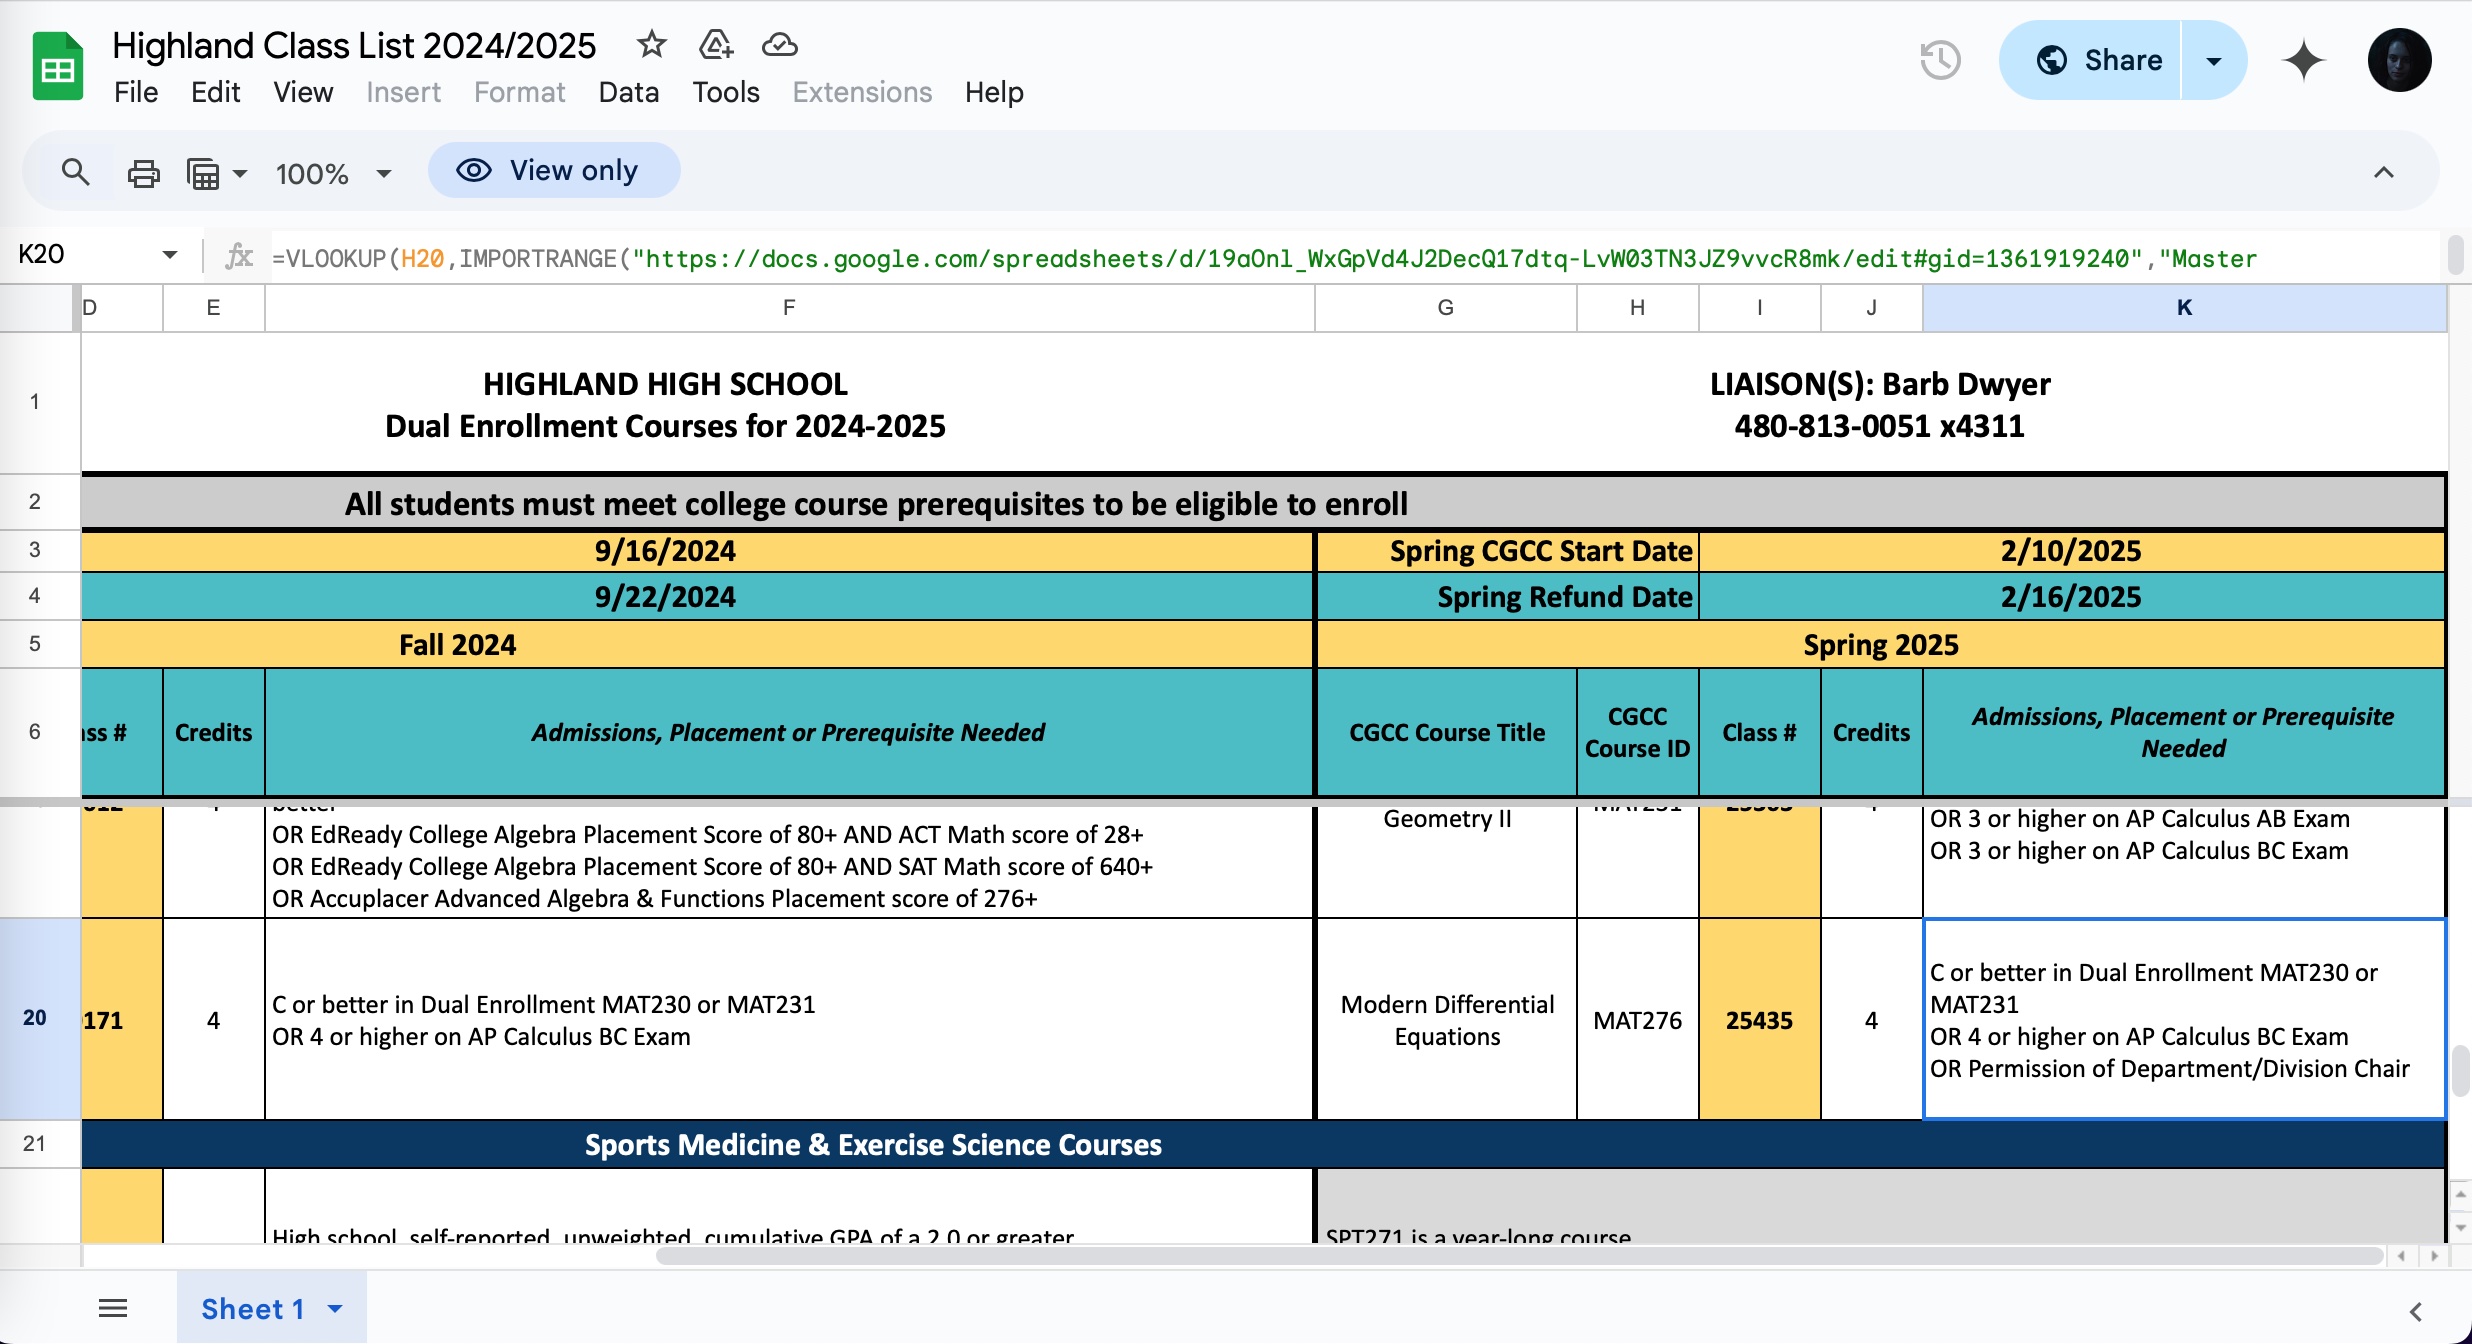 Highland Class List 2024/2025
File Edit View Insert Format Data Tools Extensions Help
Share
100%
View only
K20
fx
=VLOOKUP(H20,IMPORTRANGE("https://docs.google.com/spreadsheets/d/19aOnl_WxGpVd4J2DecQ17dtq-LvW03TN3JZ9vvcR8mk/edit#gid=1361919240","Master
D E F G H I J K
1
HIGHLAND HIGH SCHOOL
Dual Enrollment Courses for 2024-2025
LIAISON(S): Barb Dwyer
480-813-0051 x4311
2
All students must meet college course prerequisites to be eligible to enroll
3 9/16/2024 Spring CGCC Start Date 2/10/2025
4 9/22/2024 Spring Refund Date 2/16/2025
5 Fall 2024 Spring 2025
6
ass #
Credits
Admissions, Placement or Prerequisite Needed
CGCC Course Title
CGCC
Course ID
Class #
Credits
Admissions, Placement or Prerequisite
Needed
better
OR EdReady College Algebra Placement Score of 80+ AND ACT Math score of 28+
OR EdReady College Algebra Placement Score of 80+ AND SAT Math score of 640+
OR Accuplacer Advanced Algebra & Functions Placement score of 276+
Geometry II
MAT231
OR 3 or higher on AP Calculus AB Exam
OR 3 or higher on AP Calculus BC Exam
20
171
4
C or better in Dual Enrollment MAT230 or MAT231
OR 4 or higher on AP Calculus BC Exam
Modern Differential
Equations
MAT276
25435
4
C or better in Dual Enrollment MAT230 or
MAT231
OR 4 or higher on AP Calculus BC Exam
OR Permission of Department/Division Chair
21
Sports Medicine & Exercise Science Courses
High school, self-reported, unweighted, cumulative GPA of a 2.0 or greater
SPT271 is a year-long course
Sheet 1